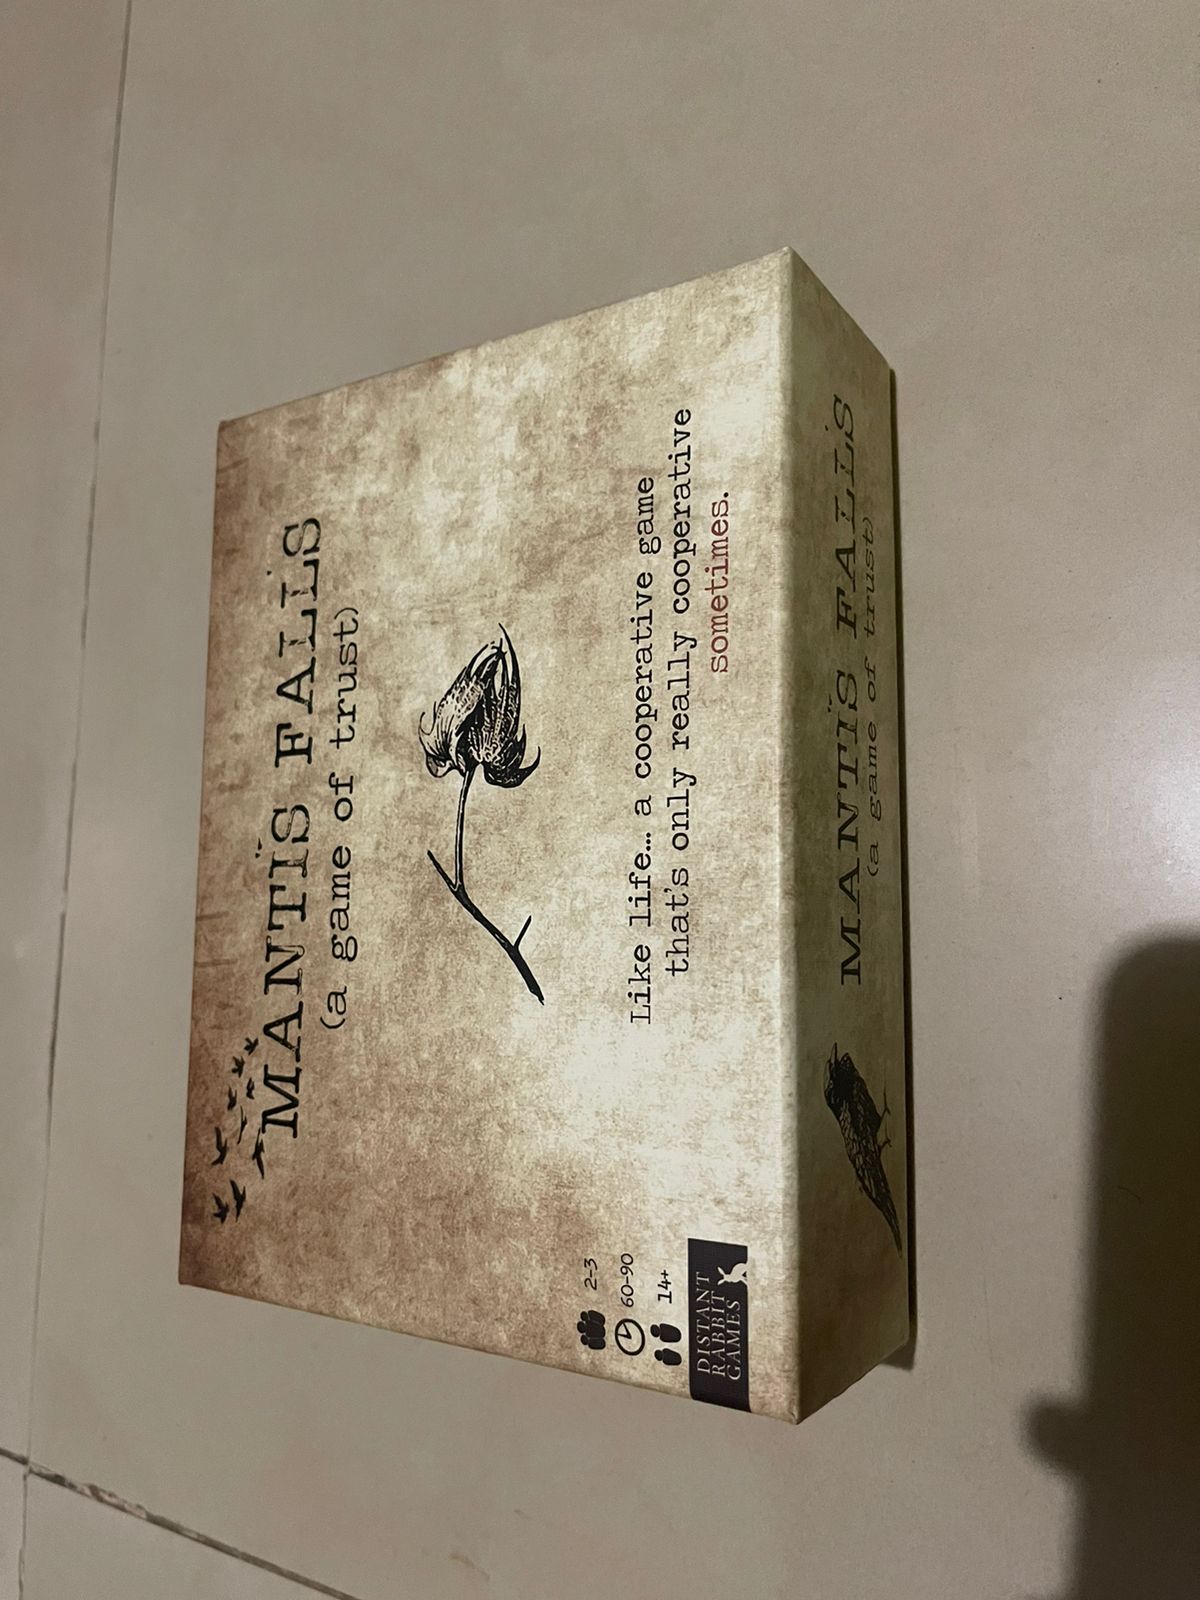 MANTIS FALLS
(a game of trust)
Like life… a cooperative game
that's only really cooperative
sometimes.
2-3
60-90
14+
DISTANT
RABBIT
GAMES
MANTIS FALLS
(a game of trust)